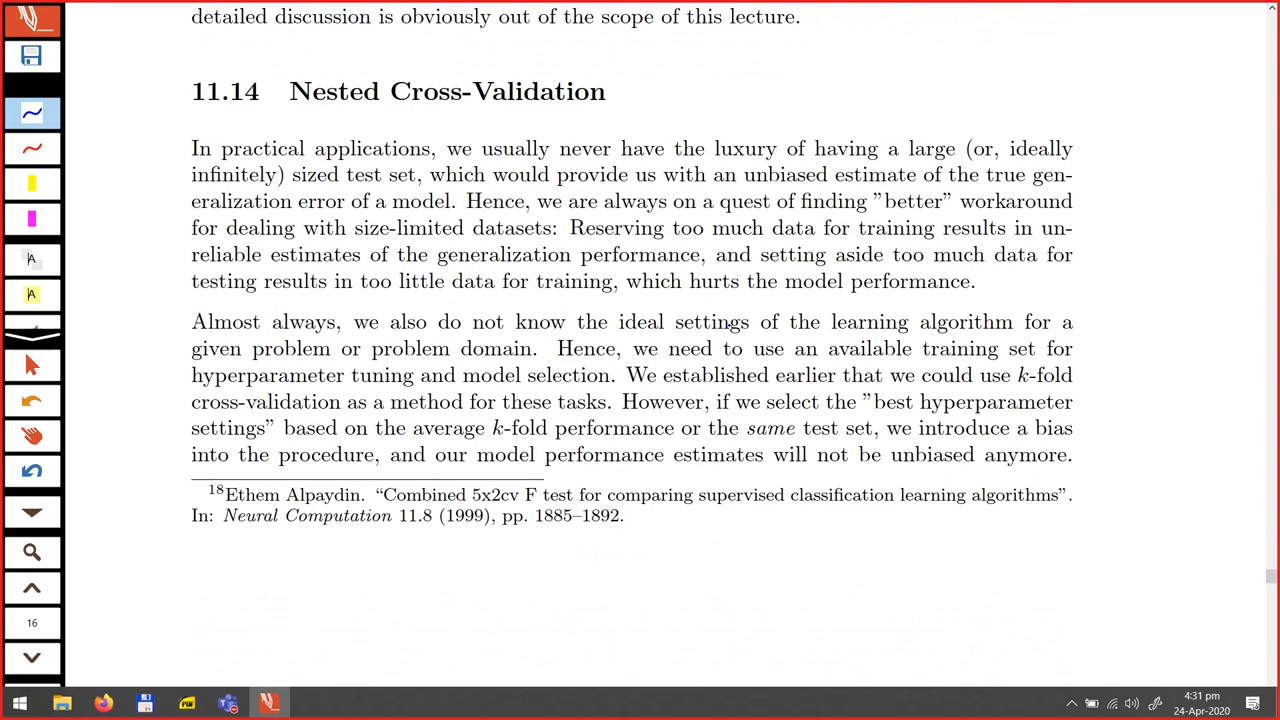 detailed discussion is obviously out of the scope of this lecture.
11.14 Nested Cross-Validation
In practical applications, we usually never have the luxury of having a large (or, ideally
infinitely) sized test set, which would provide us with an unbiased estimate of the true gen-
eralization error of a model. Hence, we are always on a quest of finding ”better” workaround
for dealing with size-limited datasets: Reserving too much data for training results in un-
reliable estimates of the generalization performance, and setting aside too much data for
testing results in too little data for training, which hurts the model performance.
Almost always, we also do not know the ideal settings of the learning algorithm for a
given problem or problem domain. Hence, we need to use an available training set for
hyperparameter tuning and model selection. We established earlier that we could use k-fold
cross-validation as a method for these tasks. However, if we select the ”best hyperparameter
settings” based on the average k-fold performance or the same test set, we introduce a bias
into the procedure, and our model performance estimates will not be unbiased anymore.
18Ethem Alpaydin. “Combined 5x2cv F test for comparing supervised classification learning algorithms”.
In: Neural Computation 11.8 (1999), pp. 1885–1892.
A
A
16
PDF
4:31 pm
24-Apr-2020